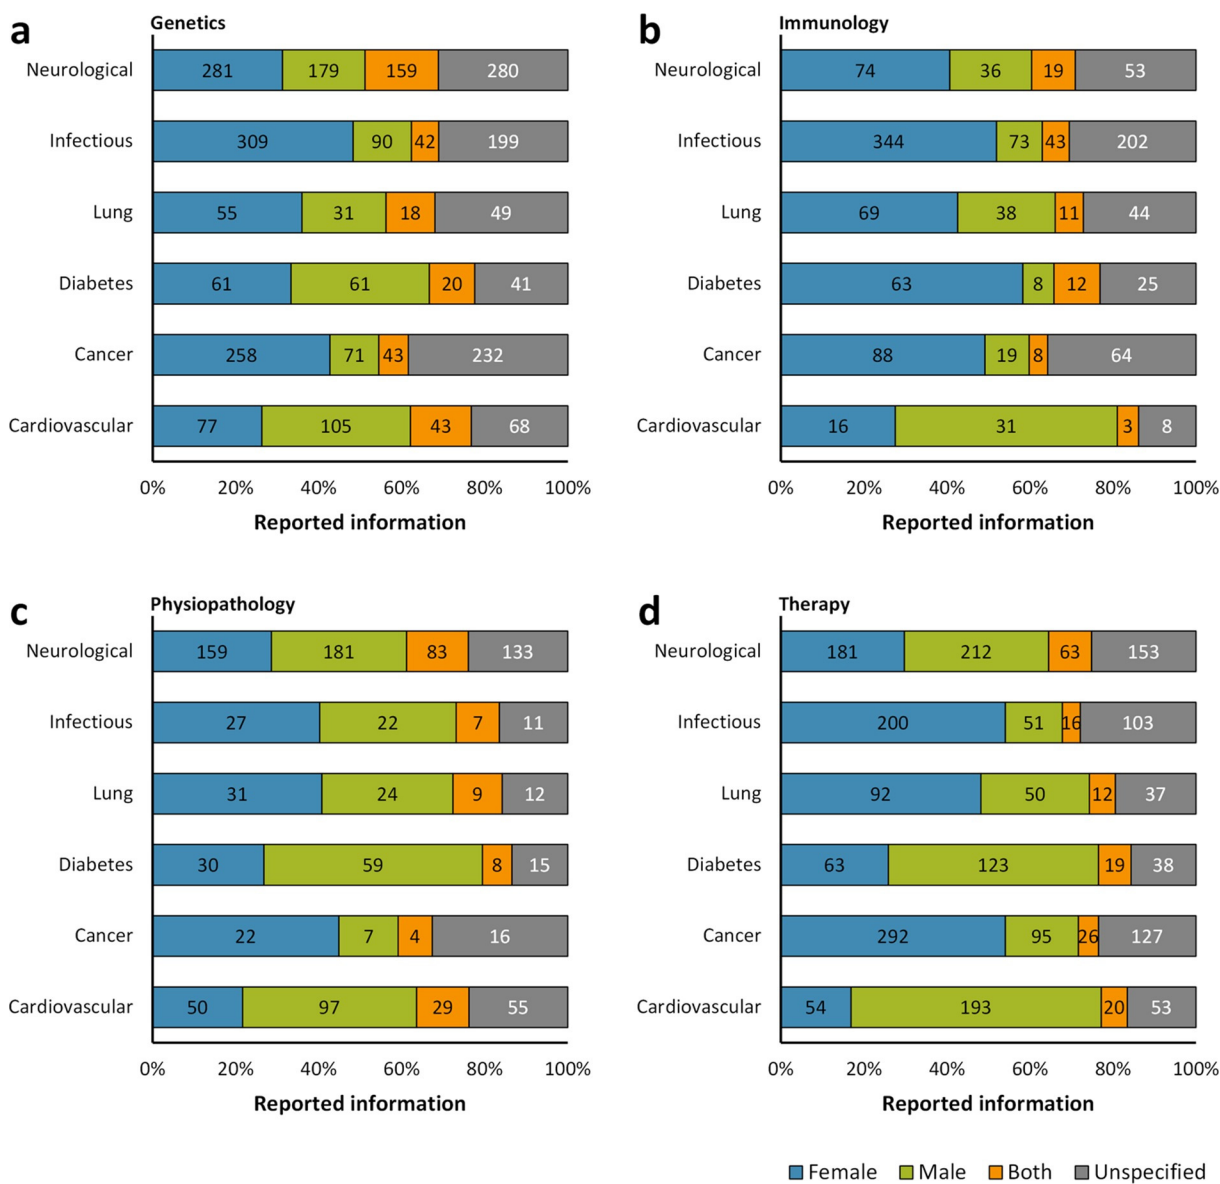 a Genetics
Neurological 281 179 159 280
Infectious 309 90 42 199
Lung 55 31 18 49
Diabetes 61 61 20 41
Cancer 258 71 43 232
Cardiovascular 77 105 43 68
0% 20% 40% 60% 80% 100%
Reported information
b Immunology
Neurological 74 36 19 53
Infectious 344 73 43 202
Lung 69 38 11 44
Diabetes 63 8 12 25
Cancer 88 19 8 64
Cardiovascular 16 31 3 8
0% 20% 40% 60% 80% 100%
Reported information
c Physiopathology
Neurological 159 181 83 133
Infectious 27 22 7 11
Lung 31 24 9 12
Diabetes 30 59 8 15
Cancer 22 7 4 16
Cardiovascular 50 97 29 55
0% 20% 40% 60% 80% 100%
Reported information
d Therapy
Neurological 181 212 63 153
Infectious 200 51 16 103
Lung 92 50 12 37
Diabetes 63 123 19 38
Cancer 292 95 26 127
Cardiovascular 54 193 20 53
0% 20% 40% 60% 80% 100%
Reported information
Female Male Both Unspecified